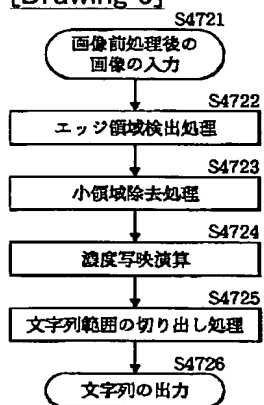 [Drawing 6]
S4721
画像前処理後の
画像の入力
S4722
エッジ領域検出処理
S4723
小領域除去処理
S4724
濃度写映演算
S4725
文字列範囲の切り出し処理
S4726
文字列の出力